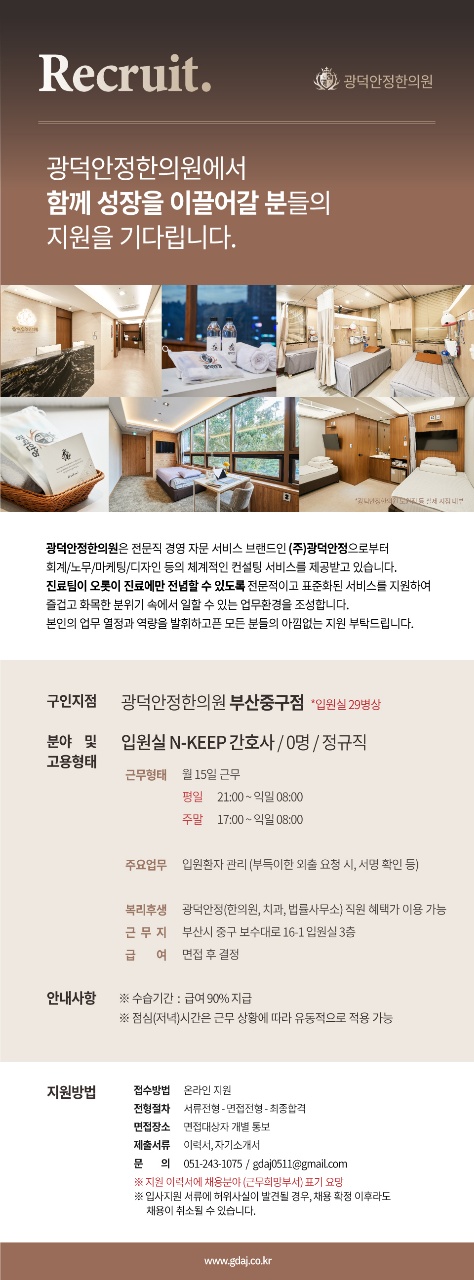 Recruit.
광덕안정한의원
광덕안정한의원에서
함께 성장을 이끌어갈 분들의
지원을 기다립니다.
광덕안정한의원은 전문직 경영 자문 서비스 브랜드인 (주)광덕안정으로부터
회계/노무/마케팅/디자인 등의 체계적인 컨설팅 서비스를 제공받고 있습니다.
진료팀이 오롯이 진료에만 전념할 수 있도록 전문적이고 표준화된 서비스를 지원하여
즐겁고 화목한 분위기 속에서 일할 수 있는 업무환경을 조성합니다.
본인의 업무 열정과 역량을 발휘하고픈 모든 분들의 아낌없는 지원 부탁드립니다.
구인지점 광덕안정한의원 부산중구점 *입원실 29병상
분야 및 고용형태 입원실 N-KEEP 간호사 / 0명 / 정규직
근무형태 월 15일 근무
평일 21:00 ~ 익일 08:00
주말 17:00 ~ 익일 08:00
주요업무 입원환자 관리 (부득이한 외출 요청 시, 서명 확인 등)
복리후생 광덕안정(한의원, 치과, 법률사무소) 직원 혜택가 이용 가능
근 무 지 부산시 중구 보수대로 16-1 입원실 3층
급 여 면접 후 결정
안내사항 ※ 수습기간 : 급여 90% 지급
※ 점심(저녁)시간은 근무 상황에 따라 유동적으로 적용 가능
지원방법 접수방법 온라인 지원
전형절차 서류전형 - 면접전형 - 최종합격
면접장소 면접대상자 개별 통보
제출서류 이력서, 자기소개서
문 의 051-243-1075 / gdaj0511@gmail.com
※ 지원 이력서에 채용분야 (근무희망부서) 표기 요망
※ 입사지원 서류에 허위사실이 발견될 경우, 채용 확정 이후라도
채용이 취소될 수 있습니다.
www.gdaj.co.kr